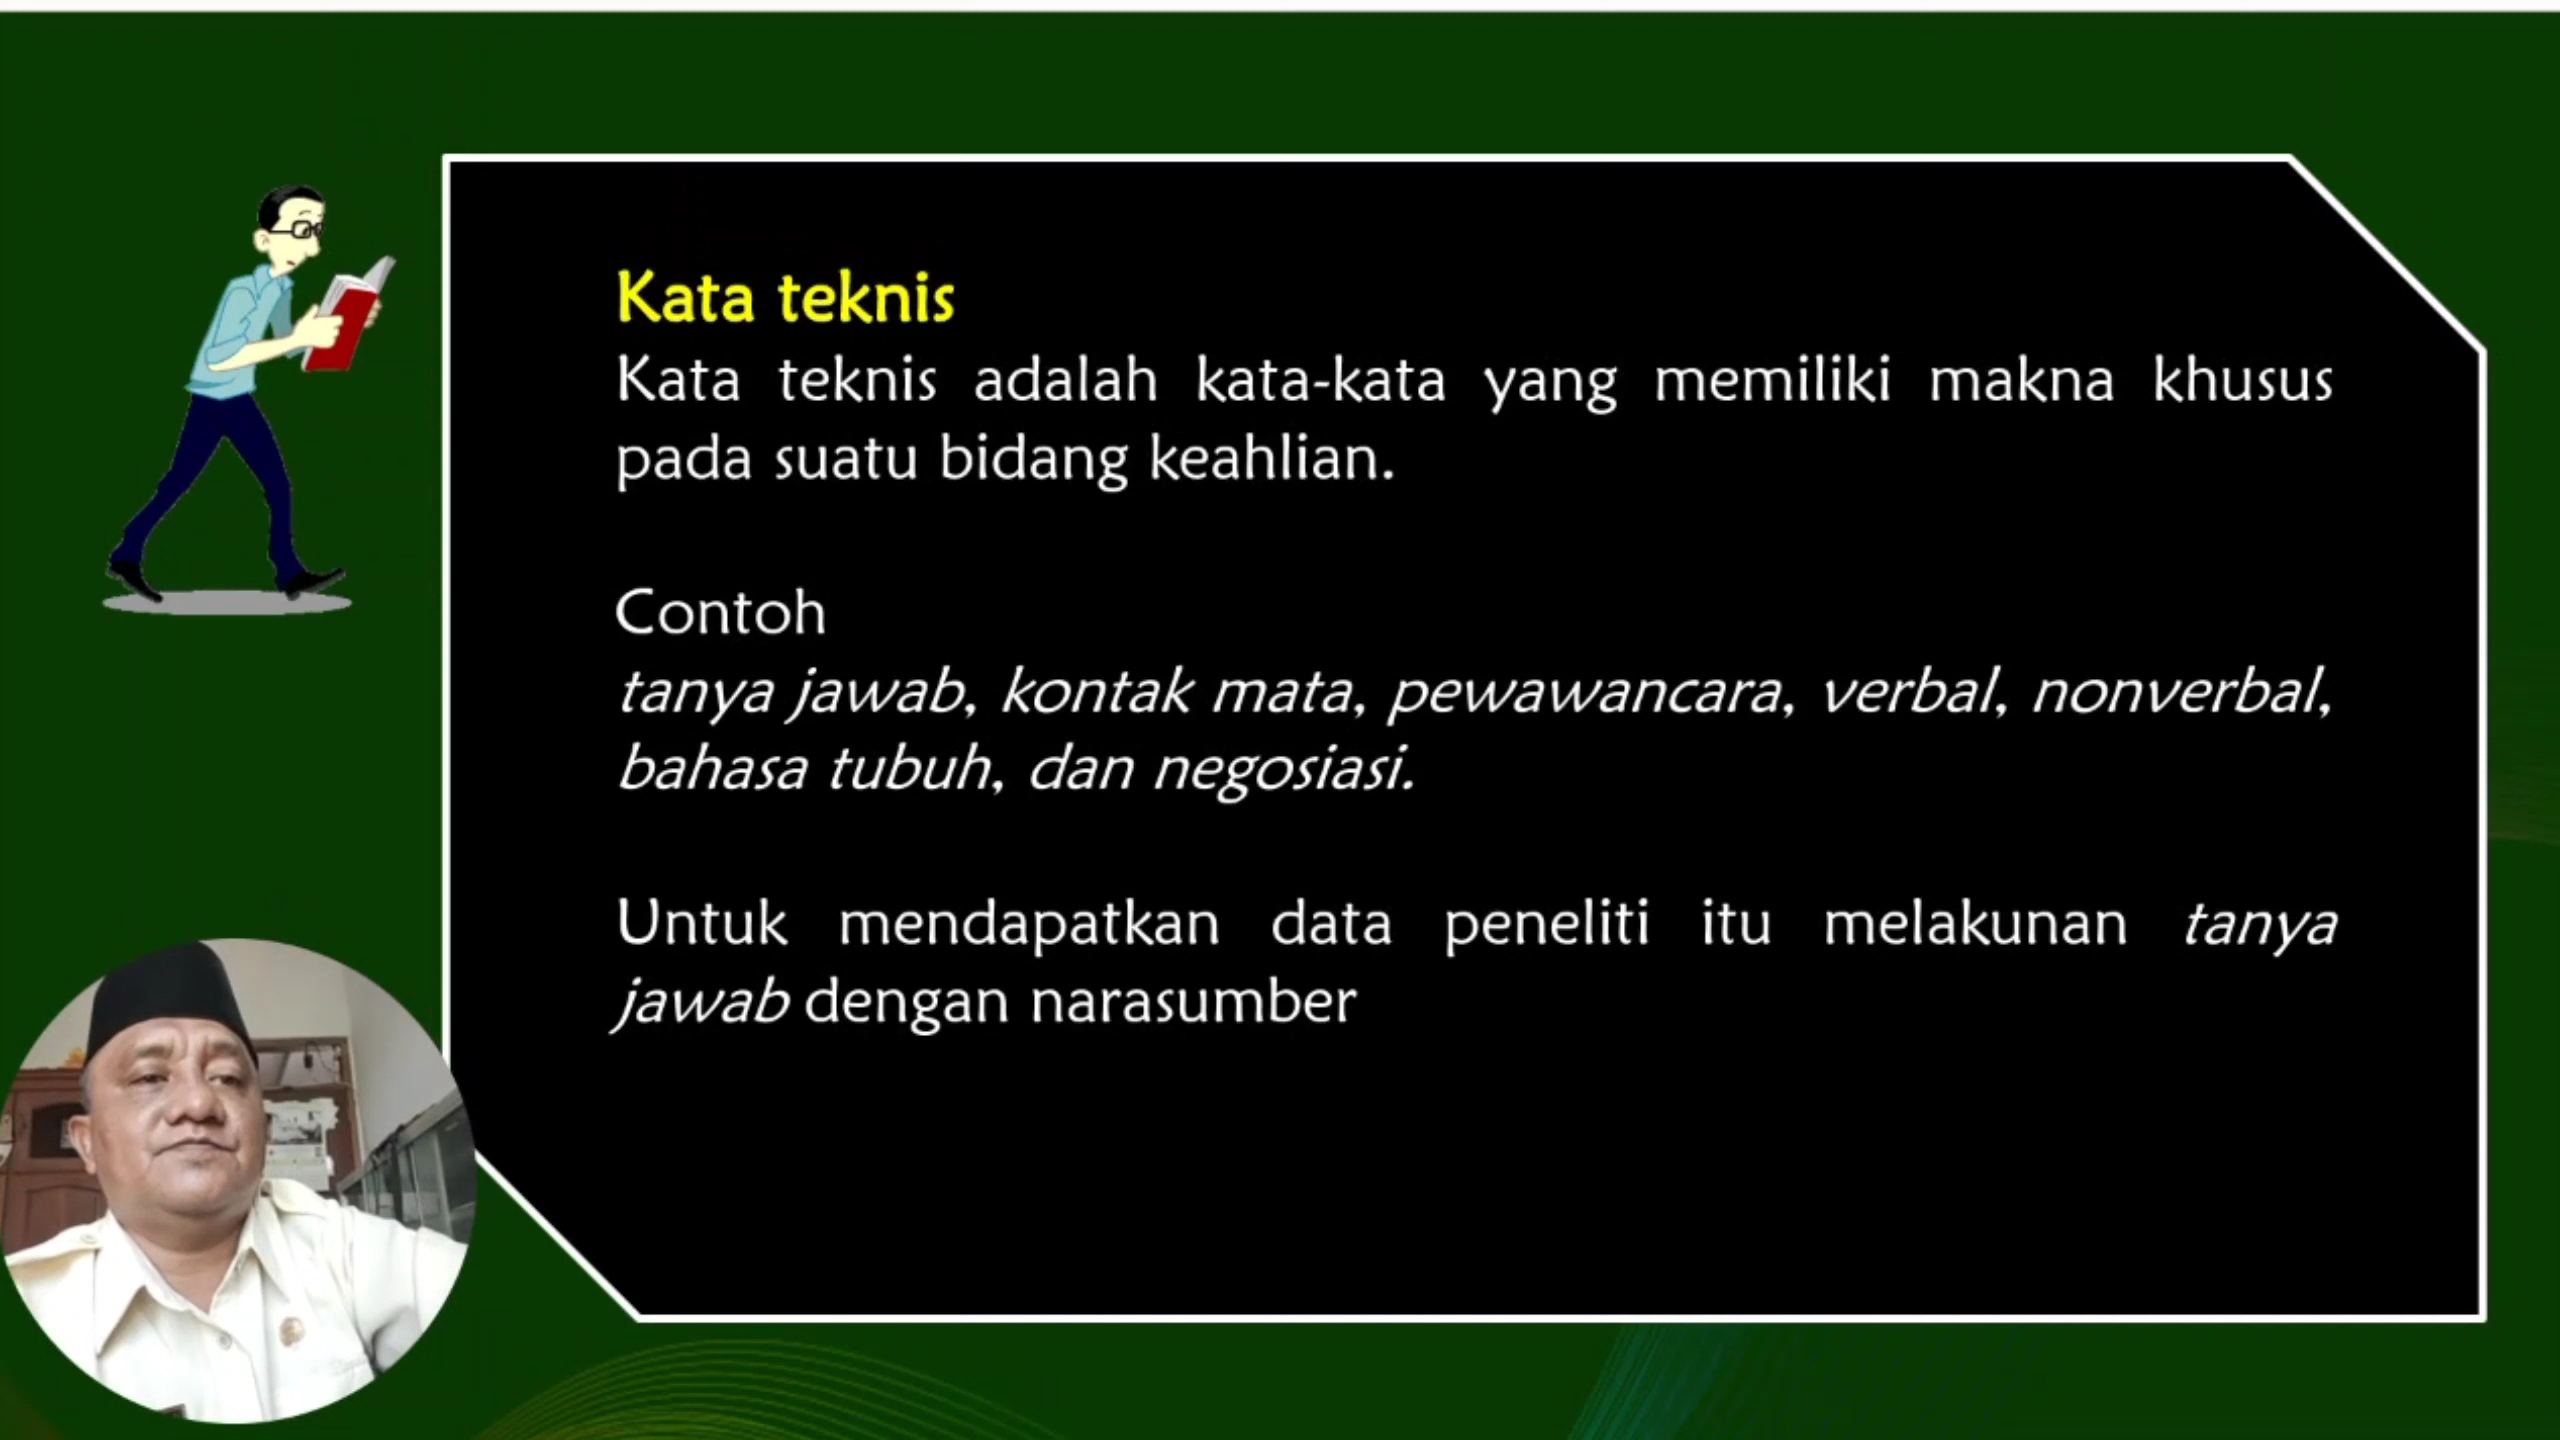 Kata teknis
Kata teknis adalah kata-kata yang memiliki makna khusus
pada suatu bidang keahlian.
Contoh
tanya jawab, kontak mata, pewawancara, verbal, nonverbal,
bahasa tubuh, dan negosiasi.
Untuk mendapatkan data peneliti itu melakunan tanya
jawab dengan narasumber